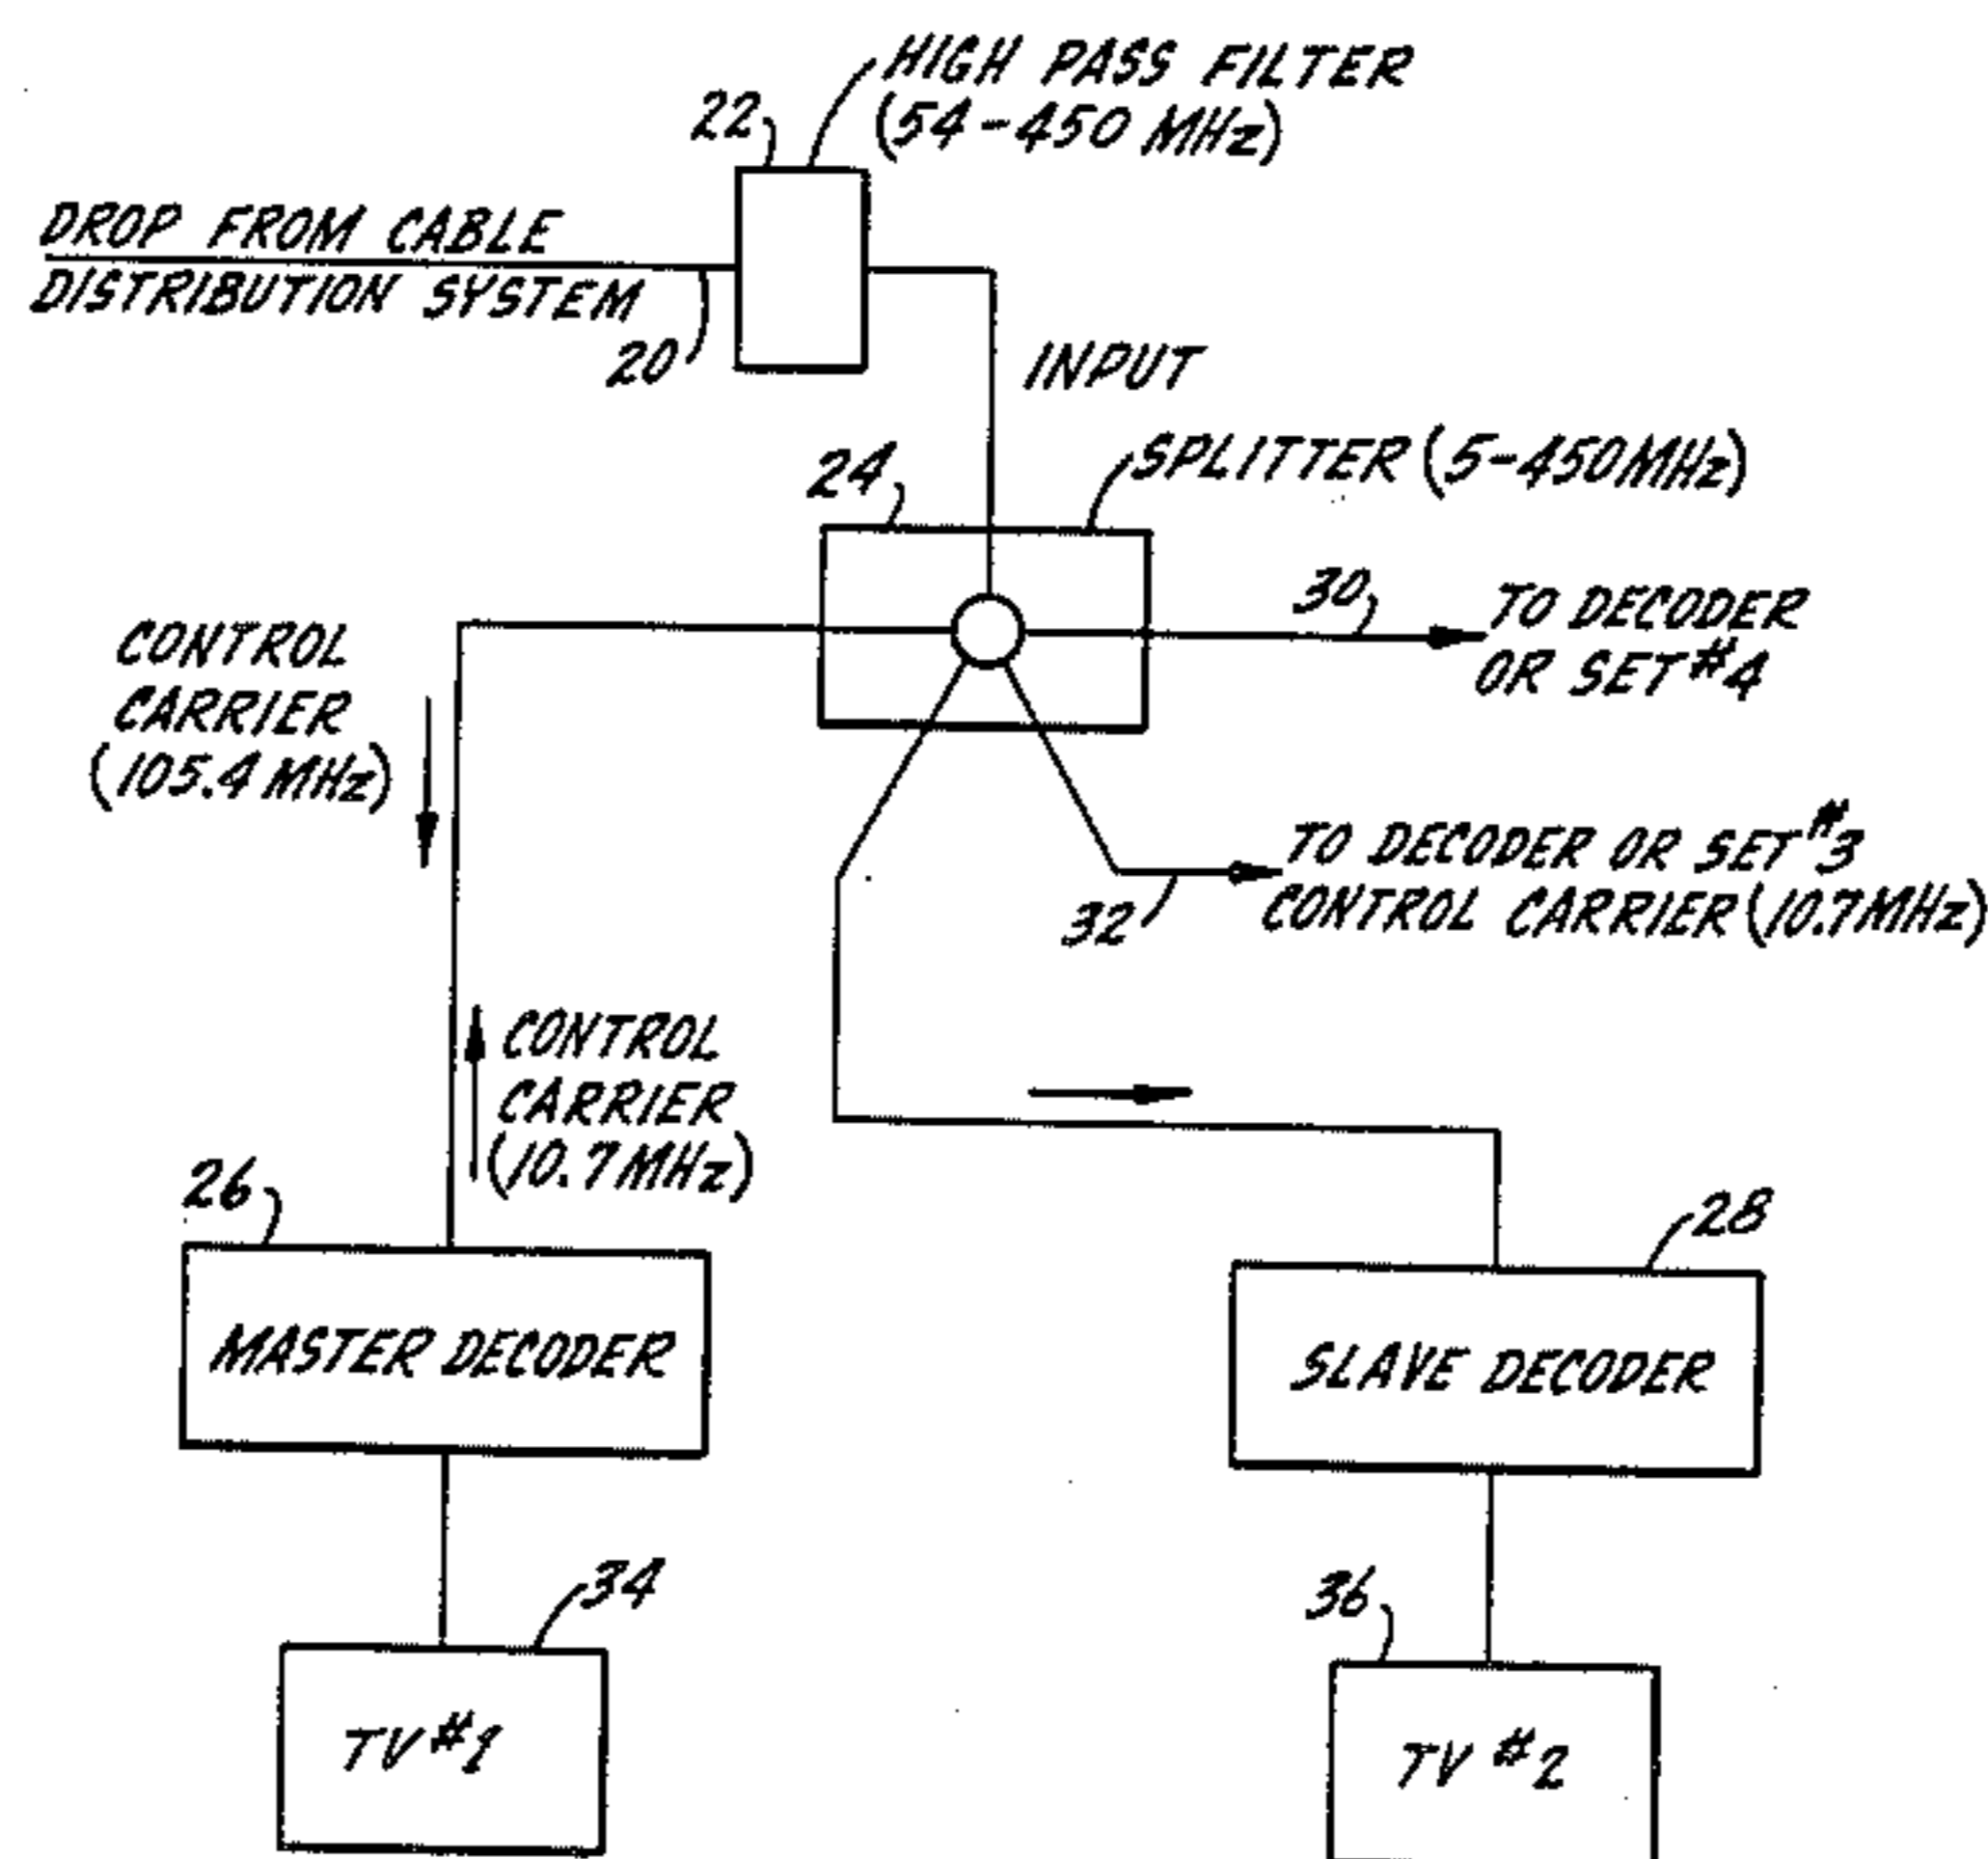 HIGH PASS FILTER
(54-450 MHz)
22
DROP FROM CABLE
DISTRIBUTION SYSTEM
20
INPUT
24
SPLITTER (5-450MHz)
30
TO DECODER
OR SET #4
CONTROL
CARRIER
(105.4 MHz)
TO DECODER OR SET #3
CONTROL CARRIER (10.7MHz)
32
CONTROL
CARRIER
(10.7MHz)
26
28
MASTER DECODER
SLAVE DECODER
34
36
TV #1
TV #2